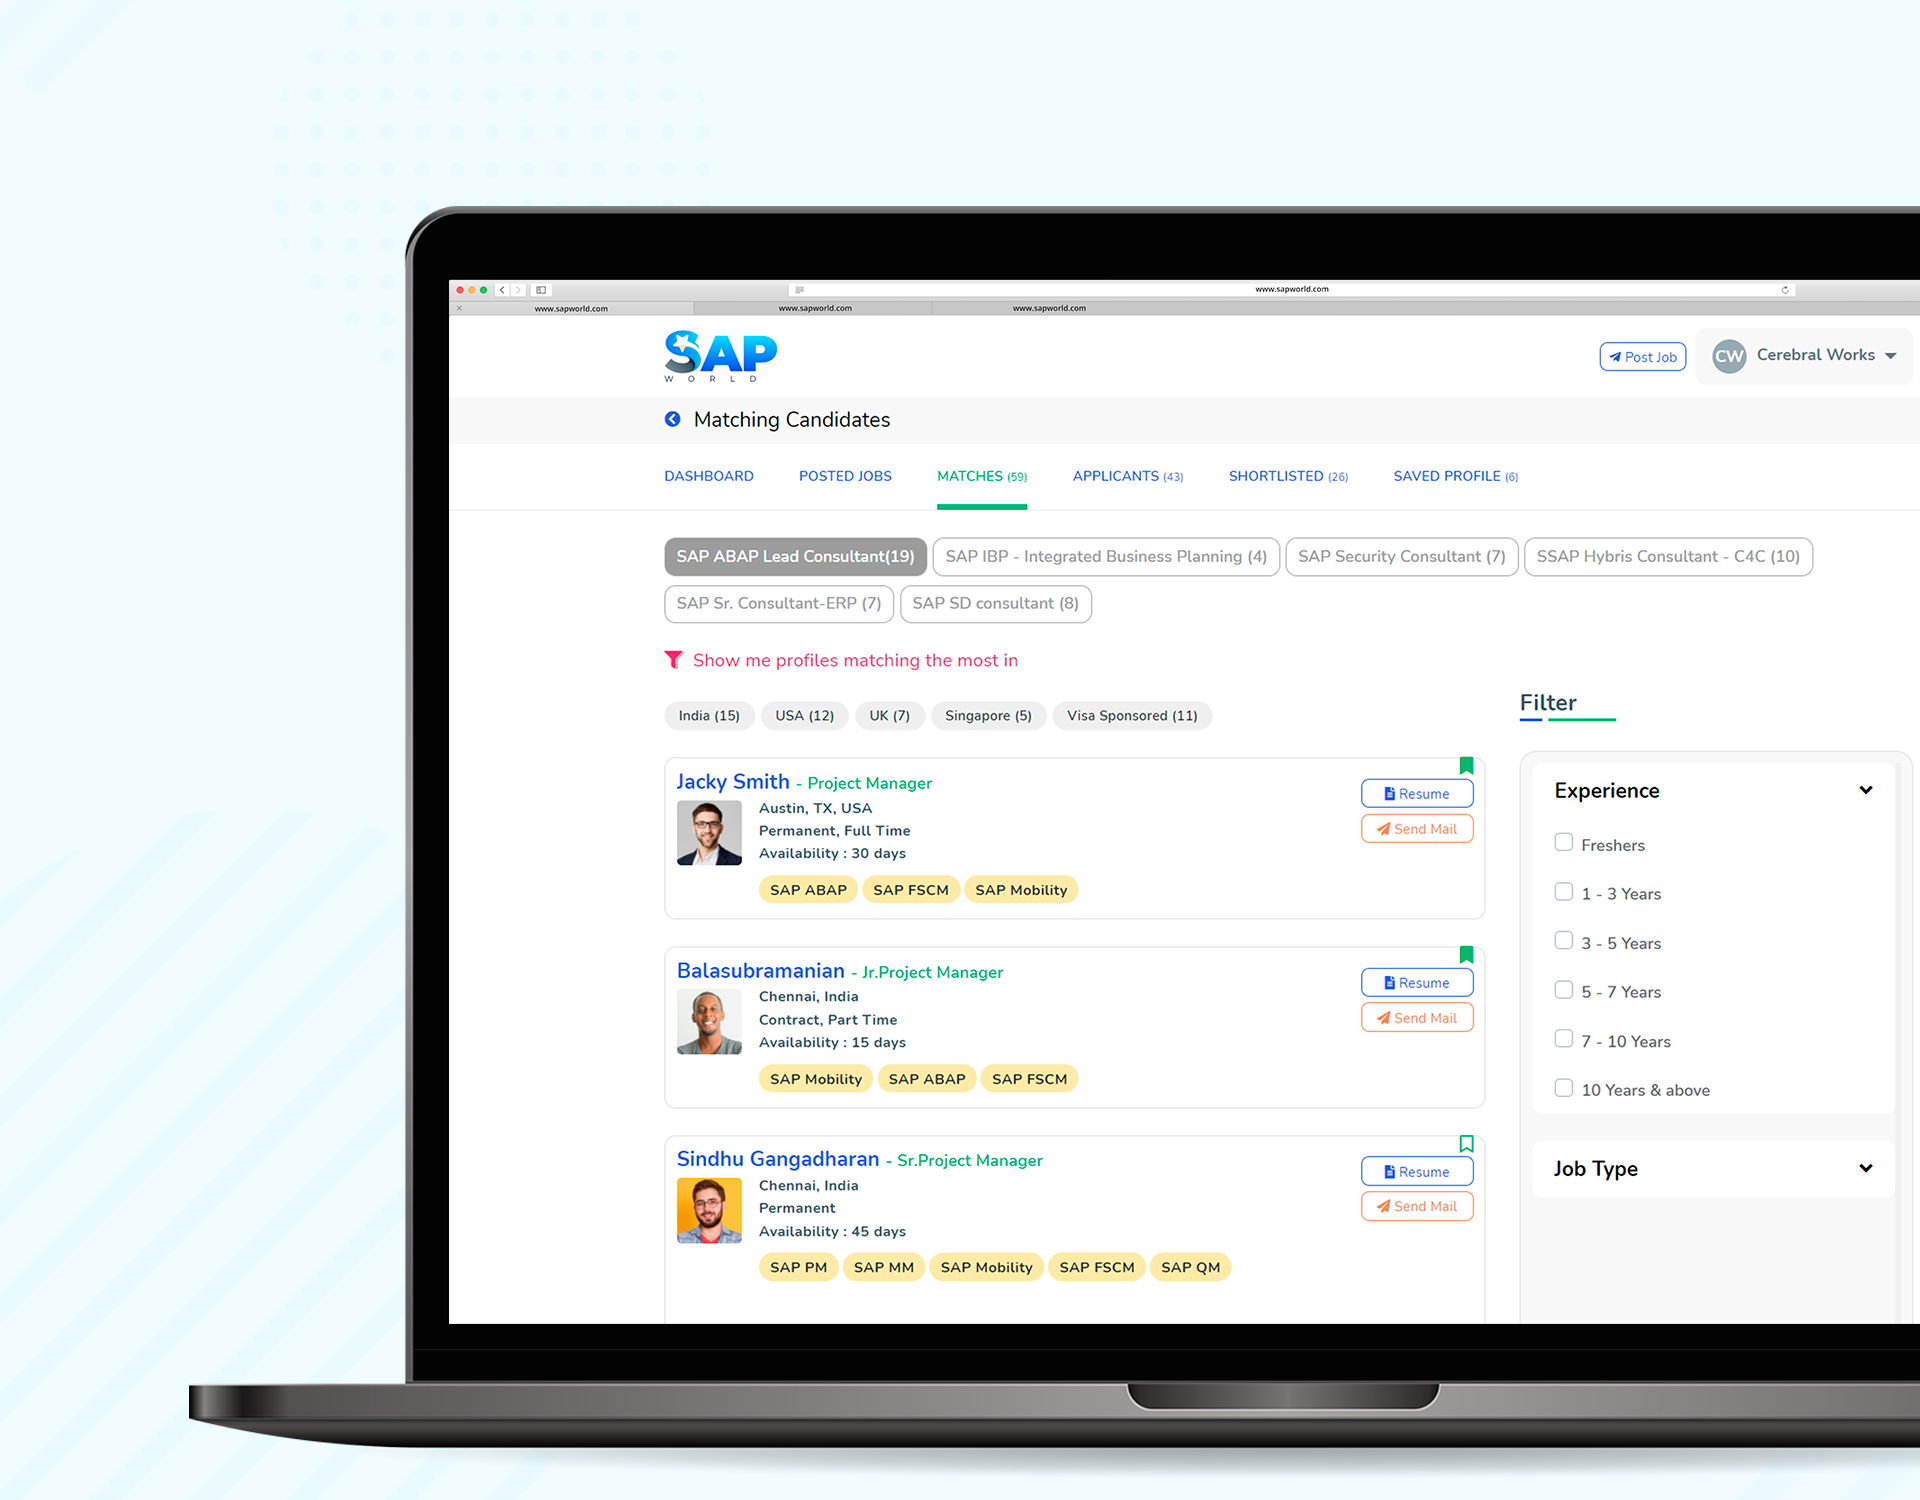 www.sapworld.com
www.sapworld.com
www.sapworld.com
www.sapworld.com
SAP
WORLD
Post Job
CW Cerebral Works
Matching Candidates
DASHBOARD
POSTED JOBS
MATCHES (59)
APPLICANTS (43)
SHORTLISTED (26)
SAVED PROFILE (6)
SAP ABAP Lead Consultant(19)
SAP IBP - Integrated Business Planning (4)
SAP Security Consultant (7)
SSAP Hybris Consultant - C4C (10)
SAP Sr. Consultant-ERP (7)
SAP SD consultant (8)
Show me profiles matching the most in
India (15)
USA (12)
UK (7)
Singapore (5)
Visa Sponsored (11)
Jacky Smith - Project Manager
Austin, TX, USA
Permanent, Full Time
Availability : 30 days
SAP ABAP
SAP FSCM
SAP Mobility
Resume
Send Mail
Balasubramanian - Jr.Project Manager
Chennai, India
Contract, Part Time
Availability : 15 days
SAP Mobility
SAP ABAP
SAP FSCM
Resume
Send Mail
Sindhu Gangadharan - Sr.Project Manager
Chennai, India
Permanent
Availability : 45 days
SAP PM
SAP MM
SAP Mobility
SAP FSCM
SAP QM
Resume
Send Mail
Filter
Experience
Freshers
1 - 3 Years
3 - 5 Years
5 - 7 Years
7 - 10 Years
10 Years & above
Job Type